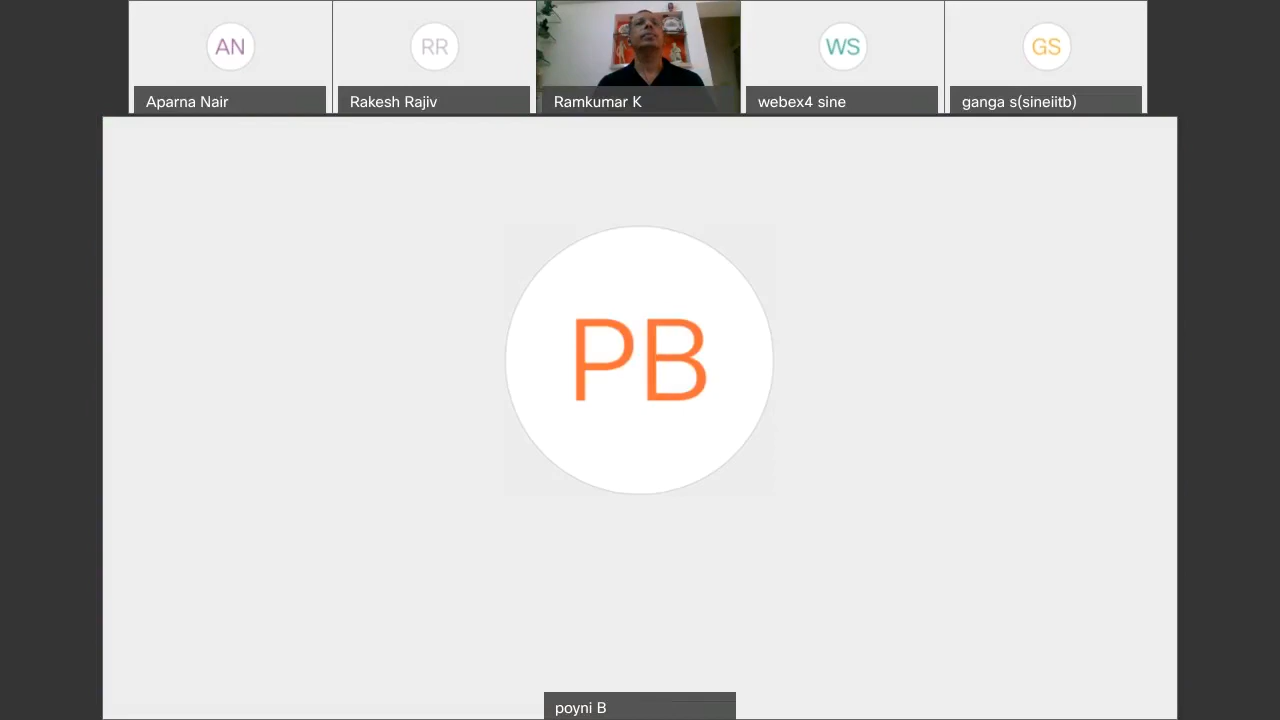 AN
RR
WS
GS
Aparna Nair
Rakesh Rajiv
Ramkumar K
webex4 sine
ganga s(sineiitb)
PB
poyni B